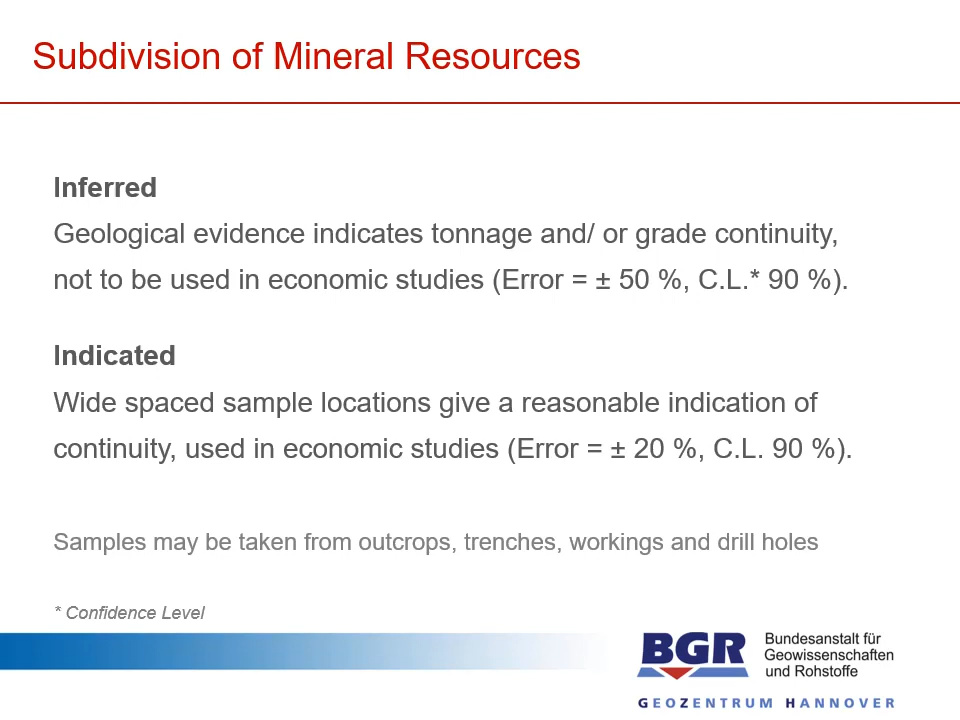 Subdivision of Mineral Resources
Inferred
Geological evidence indicates tonnage and/ or grade continuity,
not to be used in economic studies (Error = ± 50 %, C.L.* 90 %).
Indicated
Wide spaced sample locations give a reasonable indication of
continuity, used in economic studies (Error = ± 20 %, C.L. 90 %).
Samples may be taken from outcrops, trenches, workings and drill holes
* Confidence Level
BGR
Bundesanstalt für
Geowissenschaften
und Rohstoffe
GEOZENTRUM HANNOVER